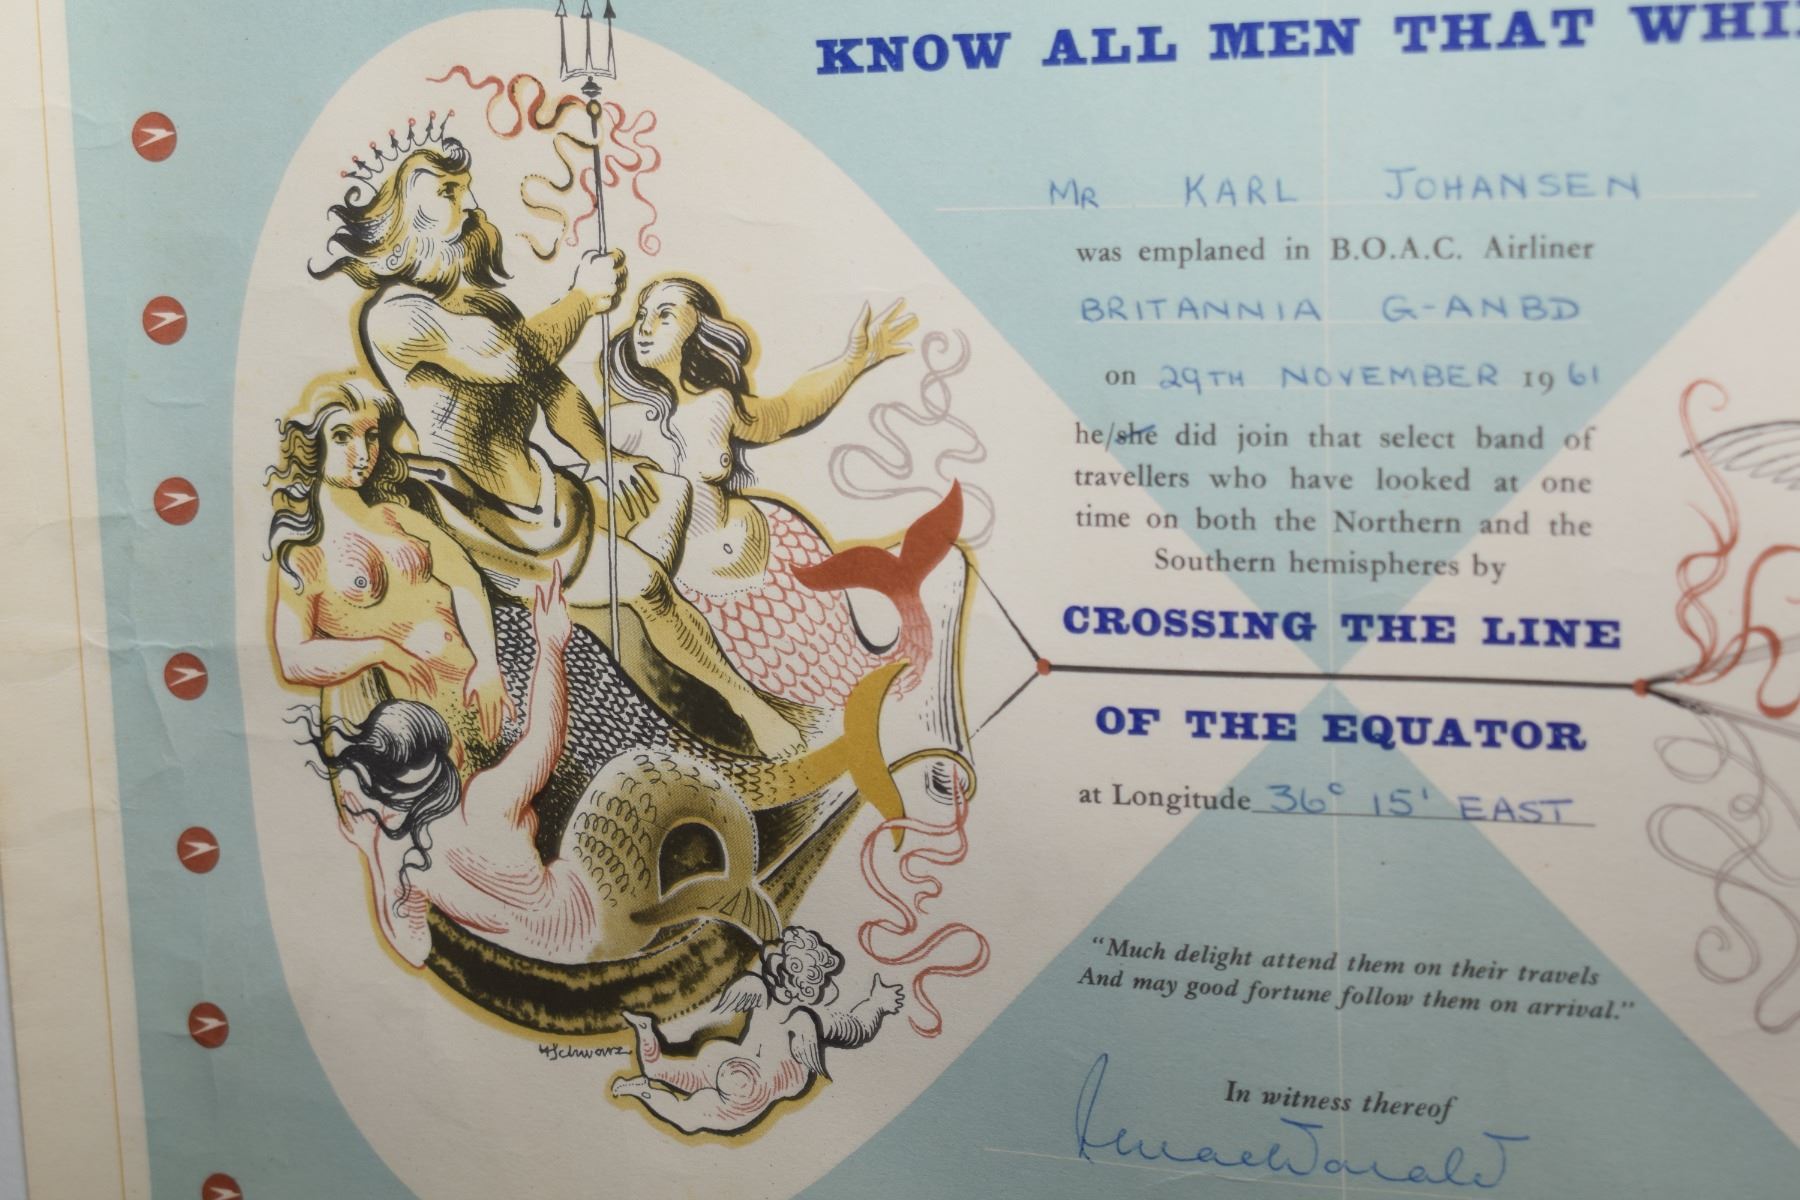 KNOW ALL MEN THAT WHI
MR KARL JOHANSEN
was emplaned in B.O.A.C. Airliner
BRITANNIA G-ANBD
on 29TH NOVEMBER 1961
he/she did join that select band of
travellers who have looked at one
time on both the Northern and the
Southern hemispheres by
CROSSING THE LINE
OF THE EQUATOR
at Longitude 36° 15' EAST
"Much delight attend them on their travels
And may good fortune follow them on arrival."
In witness thereof
HSchwarz